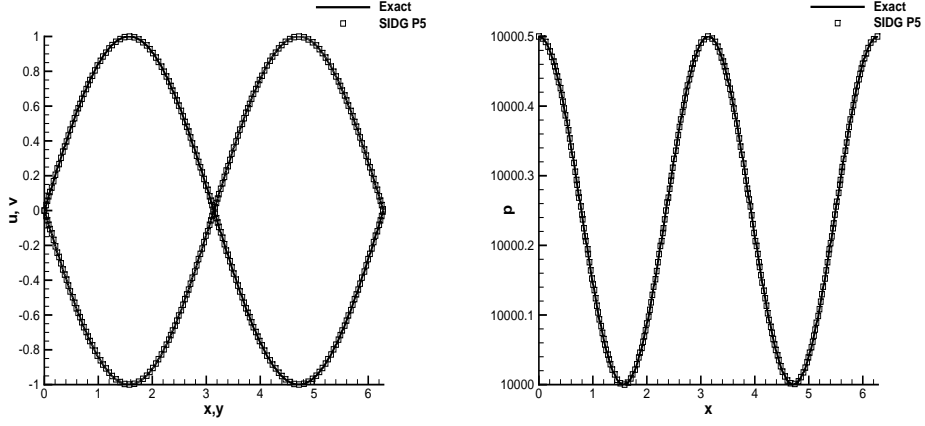 Exact
SIDG P5
1
0.8
0.6
0.4
0.2
0
-0.2
-0.4
-0.6
-0.8
-1
u, v
0 1 2 3 4 5 6
x,y
Exact
SIDG P5
10000.5
10000.4
10000.3
10000.2
10000.1
10000
p
0 1 2 3 4 5 6
x